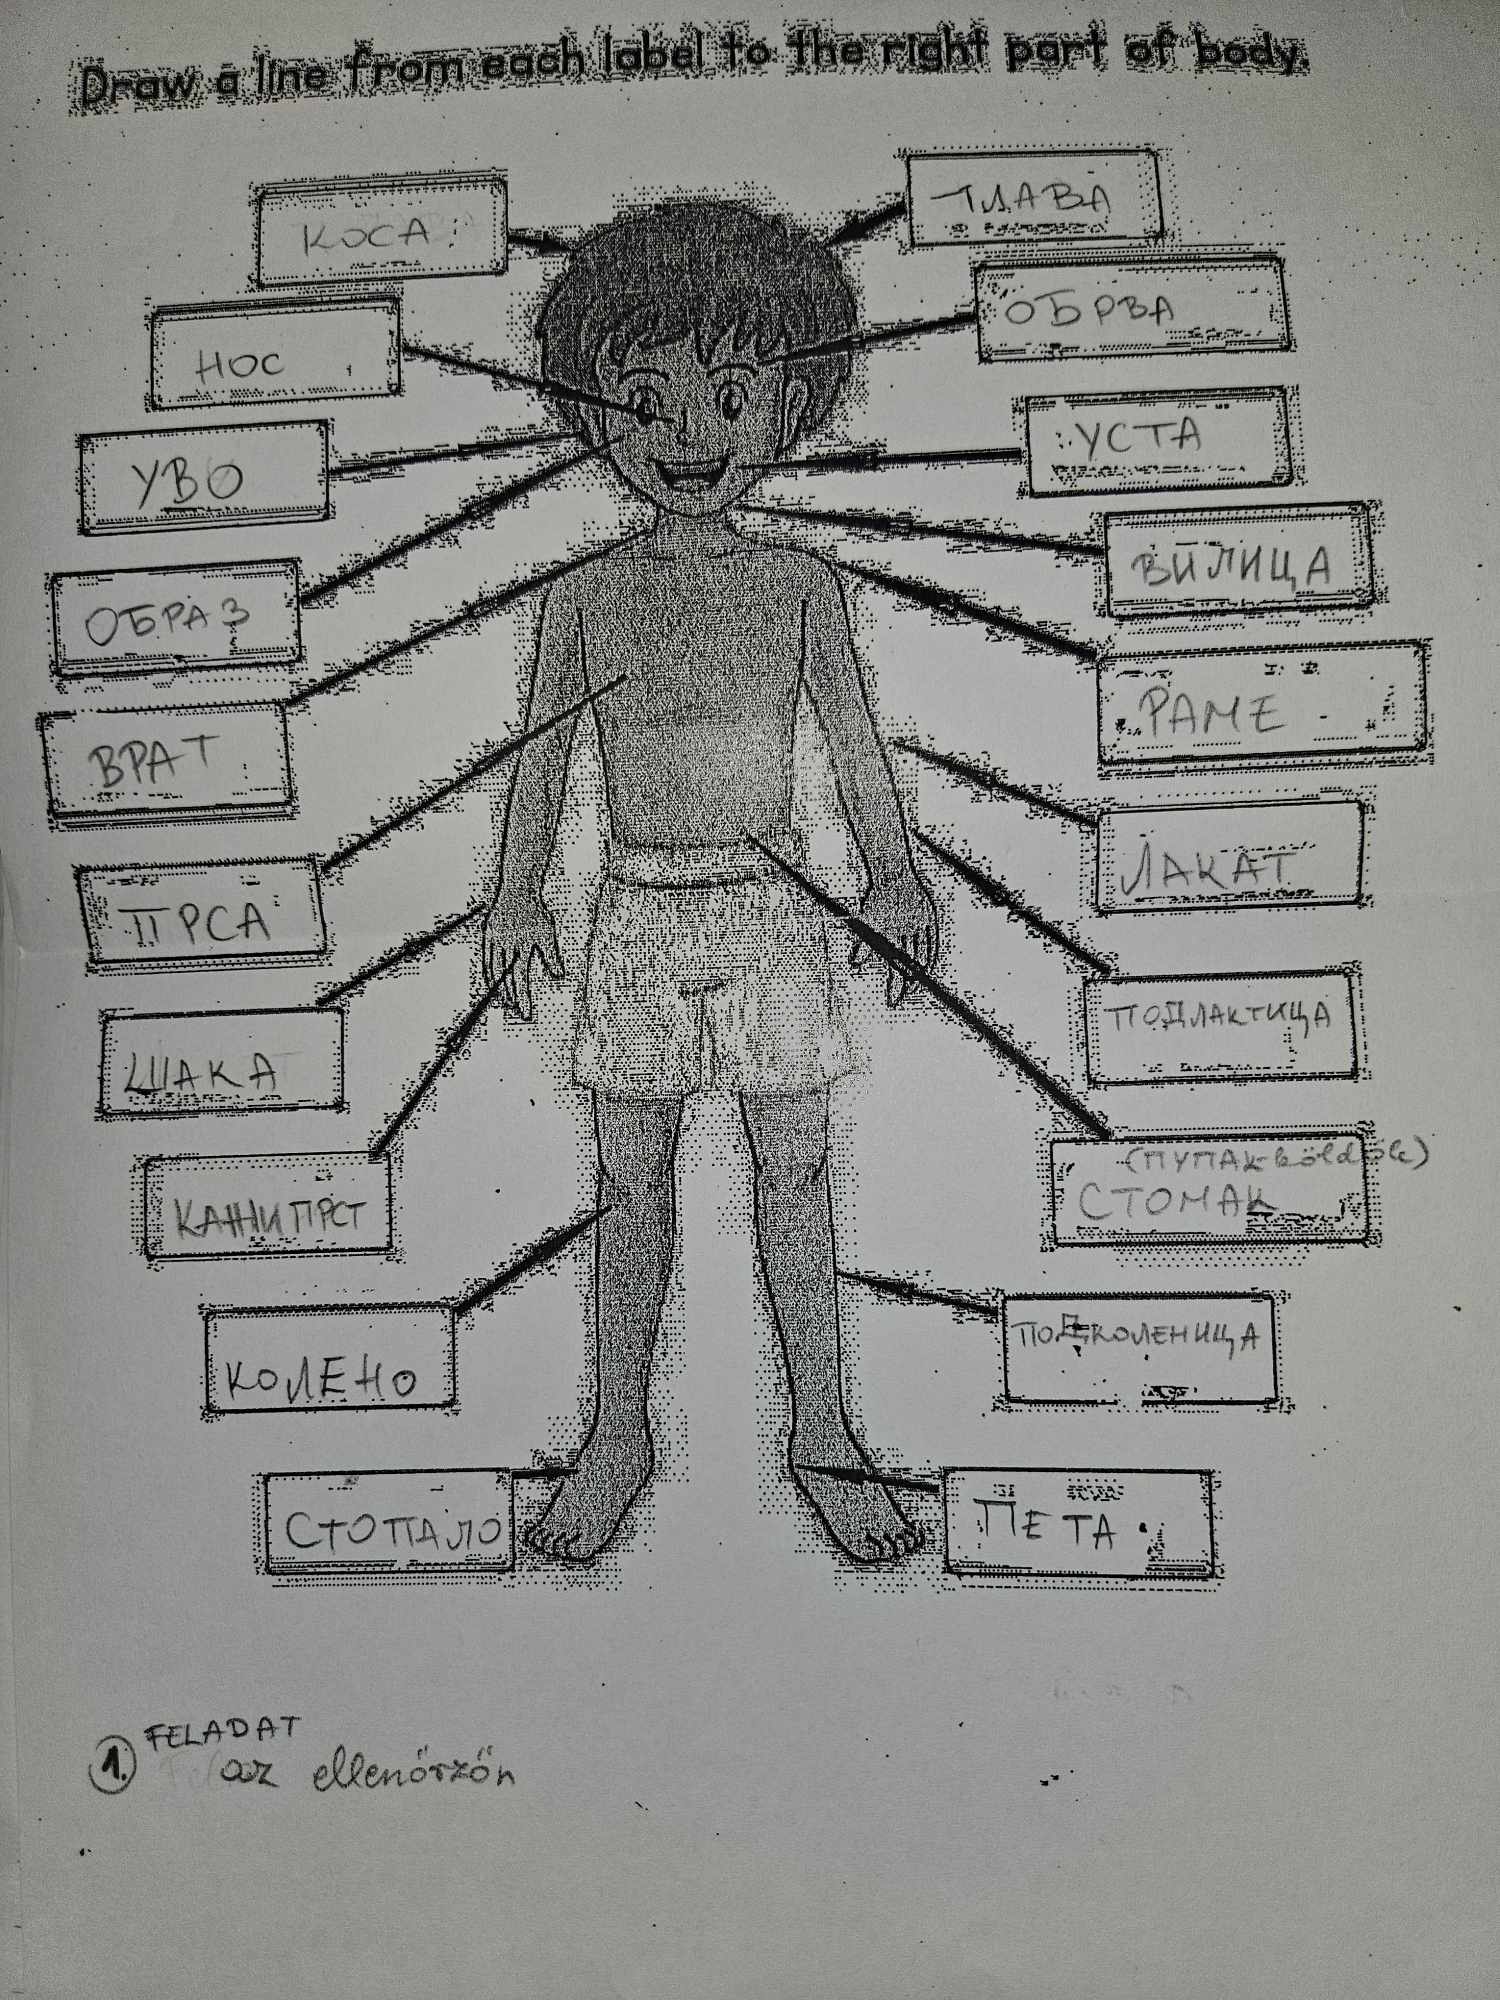 Draw a line from each label to the right part of body.
КОСА
ГЛАВА
НОС
ОБРВА
УВО
УСТА
ОБРАЗ
ВИЛИЦА
ВРАТ
РАМЕ
ПРСА
ЛАКАТ
ШАКА
ПОДЛАКТИЦА
КАЖИПРСТ
(ПУПАК-köldök)
СТОМАК
КОЛЕНО
ПОДКОЛЕНИЦА
СТОПАЛО
ПЕТА
1. FELADAT
az ellenőrzőn